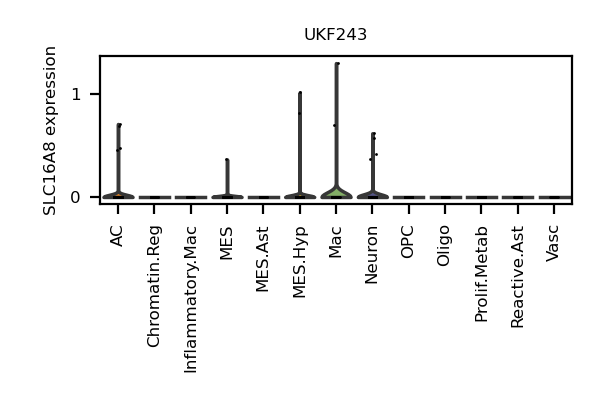 UKF243
SLC16A8 expression
1
0
AC
Chromatin.Reg
Inflammatory.Mac
MES
MES.Ast
MES.Hyp
Mac
Neuron
OPC
Oligo
Prolif.Metab
Reactive.Ast
Vasc